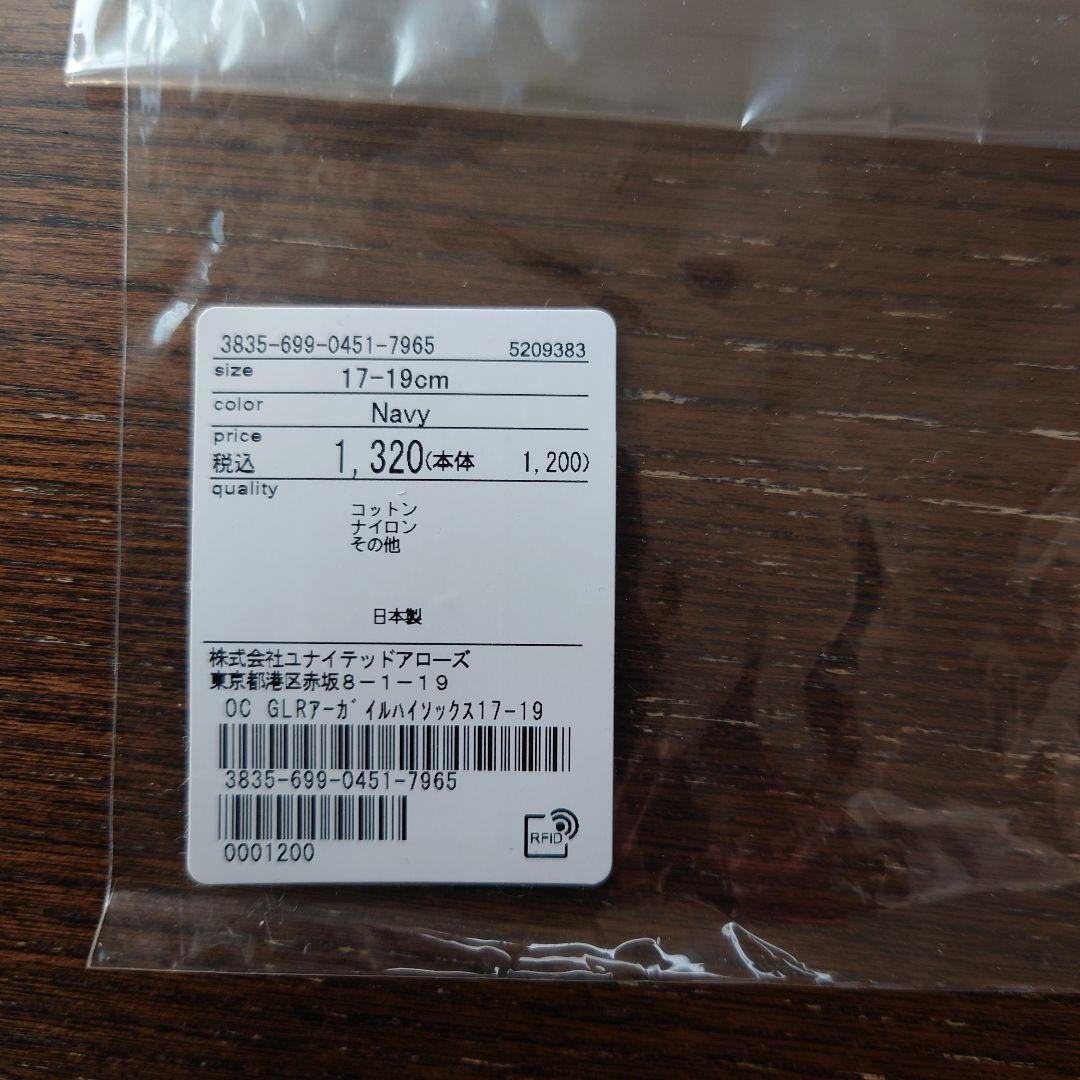 3835-699-0451-7965 5209383
size 17-19cm
color Navy
price
税込 1,320(本体 1,200)
quality
コットン
ナイロン
その他
日本製
株式会社ユナイテッドアローズ
東京都港区赤坂8-1-19
OC GLRｱｰｶﾞｲﾙﾊｲｿｯｸｽ17-19
3835-699-0451-7965
0001200
RFID